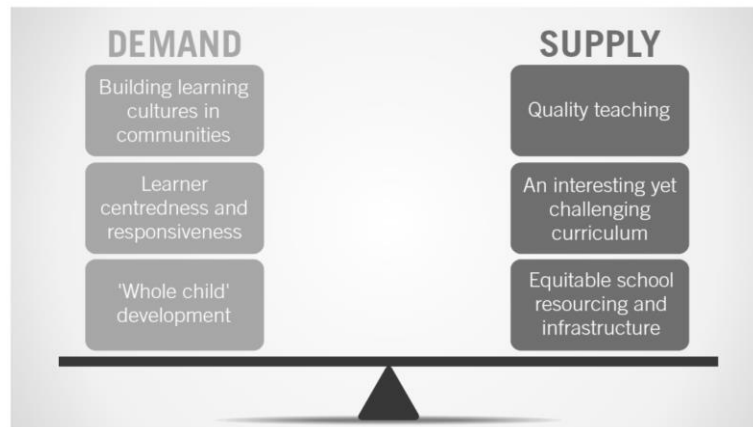 DEMAND
Building learning
cultures in
communities
Learner
centredness and
responsiveness
'Whole child'
development
SUPPLY
Quality teaching
An interesting yet
challenging
curriculum
Equitable school
resourcing and
infrastructure